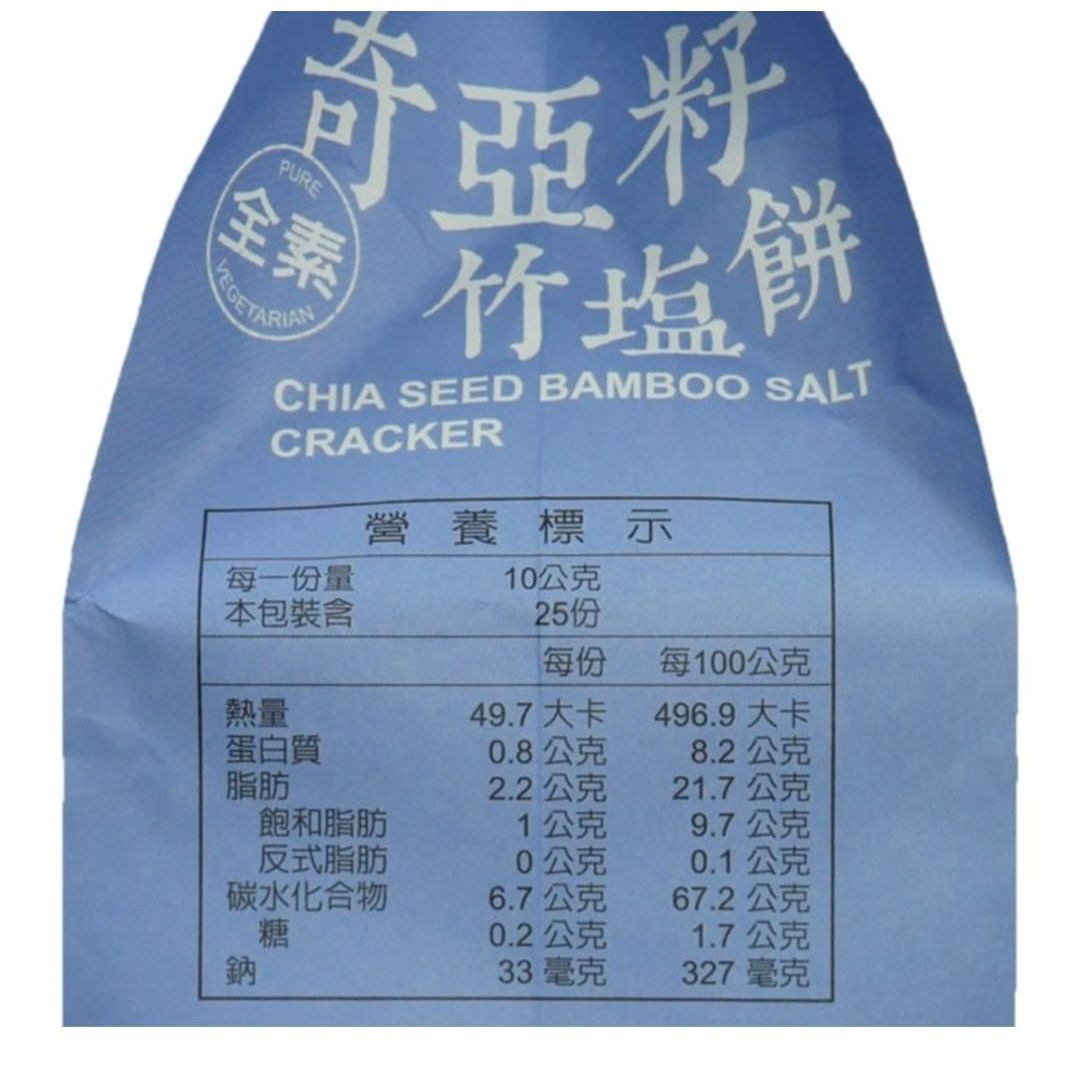 奇亞籽
竹塩餅
PURE
全素
VEGETARIAN
CHIA SEED BAMBOO SALT
CRACKER
營養標示
每一份量 10公克
本包裝含 25份
每份 每100公克
熱量 49.7 大卡 496.9 大卡
蛋白質 0.8 公克 8.2 公克
脂肪 2.2 公克 21.7 公克
飽和脂肪 1 公克 9.7 公克
反式脂肪 0 公克 0.1 公克
碳水化合物 6.7 公克 67.2 公克
糖 0.2 公克 1.7 公克
鈉 33 毫克 327 毫克